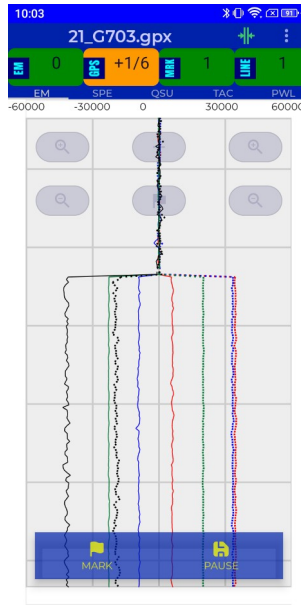 10:03 91
21_G703.gpx
EM 0 GPS +1/6 MRK 1 LINE 1
EM SPE QSU TAC PWL
-60000 -30000 0 30000 60000
MARK PAUSE